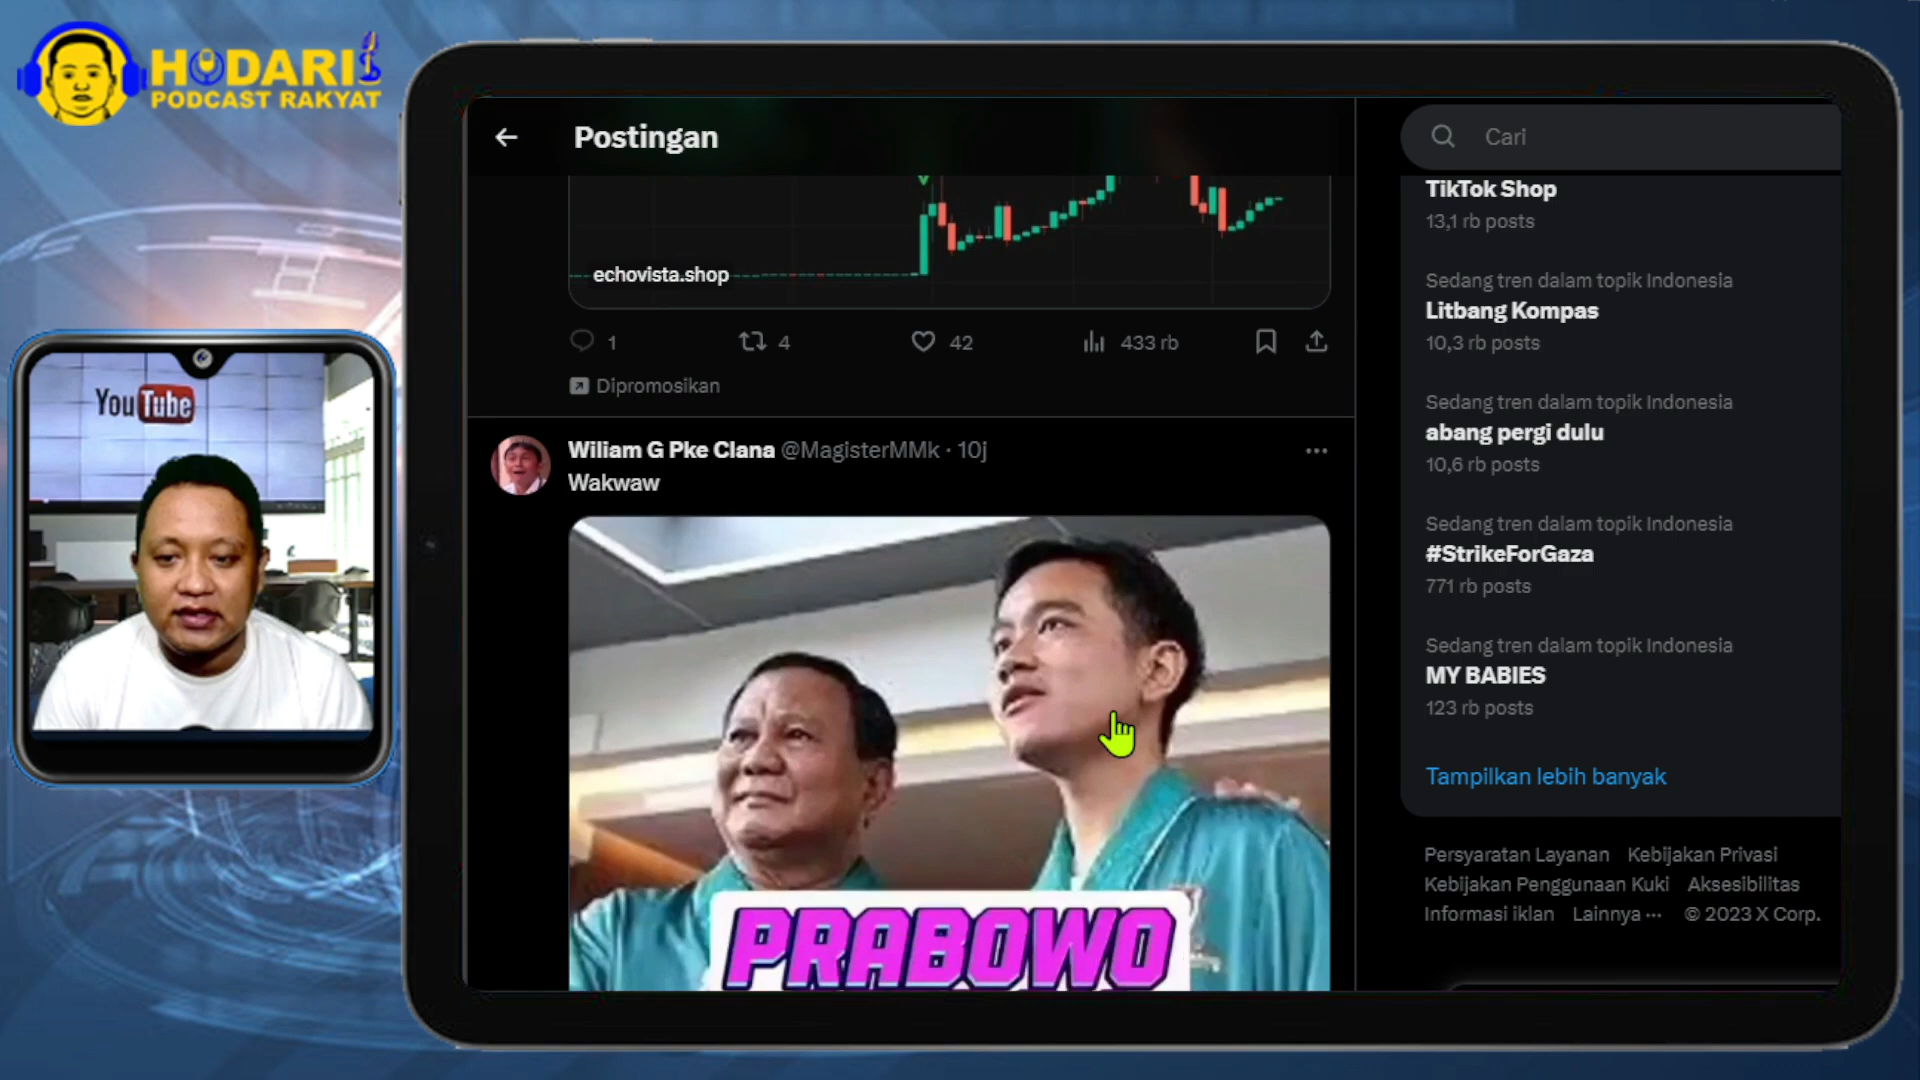 HODARI
PODCAST RAKYAT
YouTube
Postingan
echovista.shop
1
4
42
433 rb
Dipromosikan
Wiliam G Pke Clana @MagisterMMk · 10j
Wakwaw
PRABOWO
Cari
TikTok Shop
13,1 rb posts
Sedang tren dalam topik Indonesia
Litbang Kompas
10,3 rb posts
Sedang tren dalam topik Indonesia
abang pergi dulu
10,6 rb posts
Sedang tren dalam topik Indonesia
#StrikeForGaza
771 rb posts
Sedang tren dalam topik Indonesia
MY BABIES
123 rb posts
Tampilkan lebih banyak
Persyaratan Layanan Kebijakan Privasi
Kebijakan Penggunaan Kuki Aksesibilitas
Informasi iklan Lainnya ··· © 2023 X Corp.